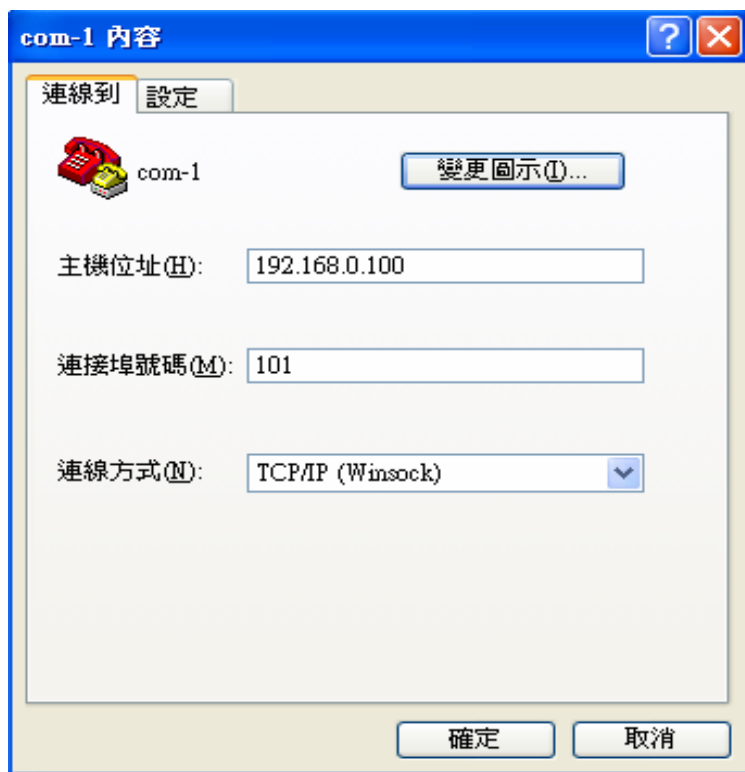 com-1 內容
連線到 設定
com-1 變更圖示(I)...
主機位址(H): 192.168.0.100
連接埠號碼(M): 101
連線方式(N): TCP/IP (Winsock)
確定 取消